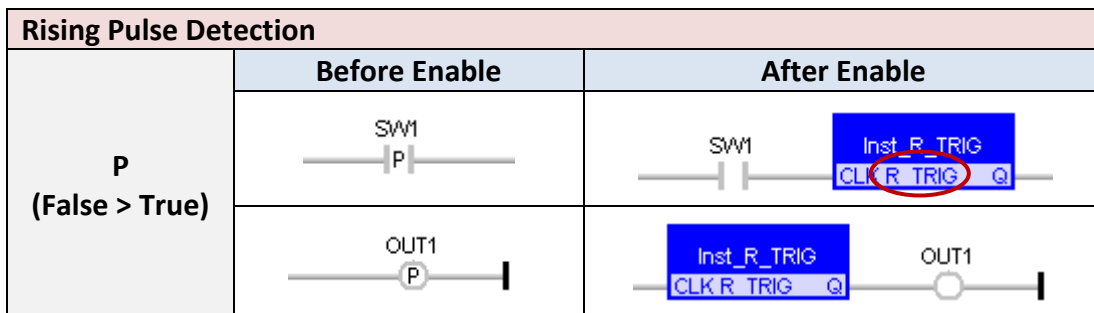 Rising Pulse Detection
Before Enable After Enable
P
(False > True)
SW1
P
SW1
Inst_R_TRIG
CLK R_TRIG Q
OUT1
P
Inst_R_TRIG
CLK R_TRIG Q
OUT1